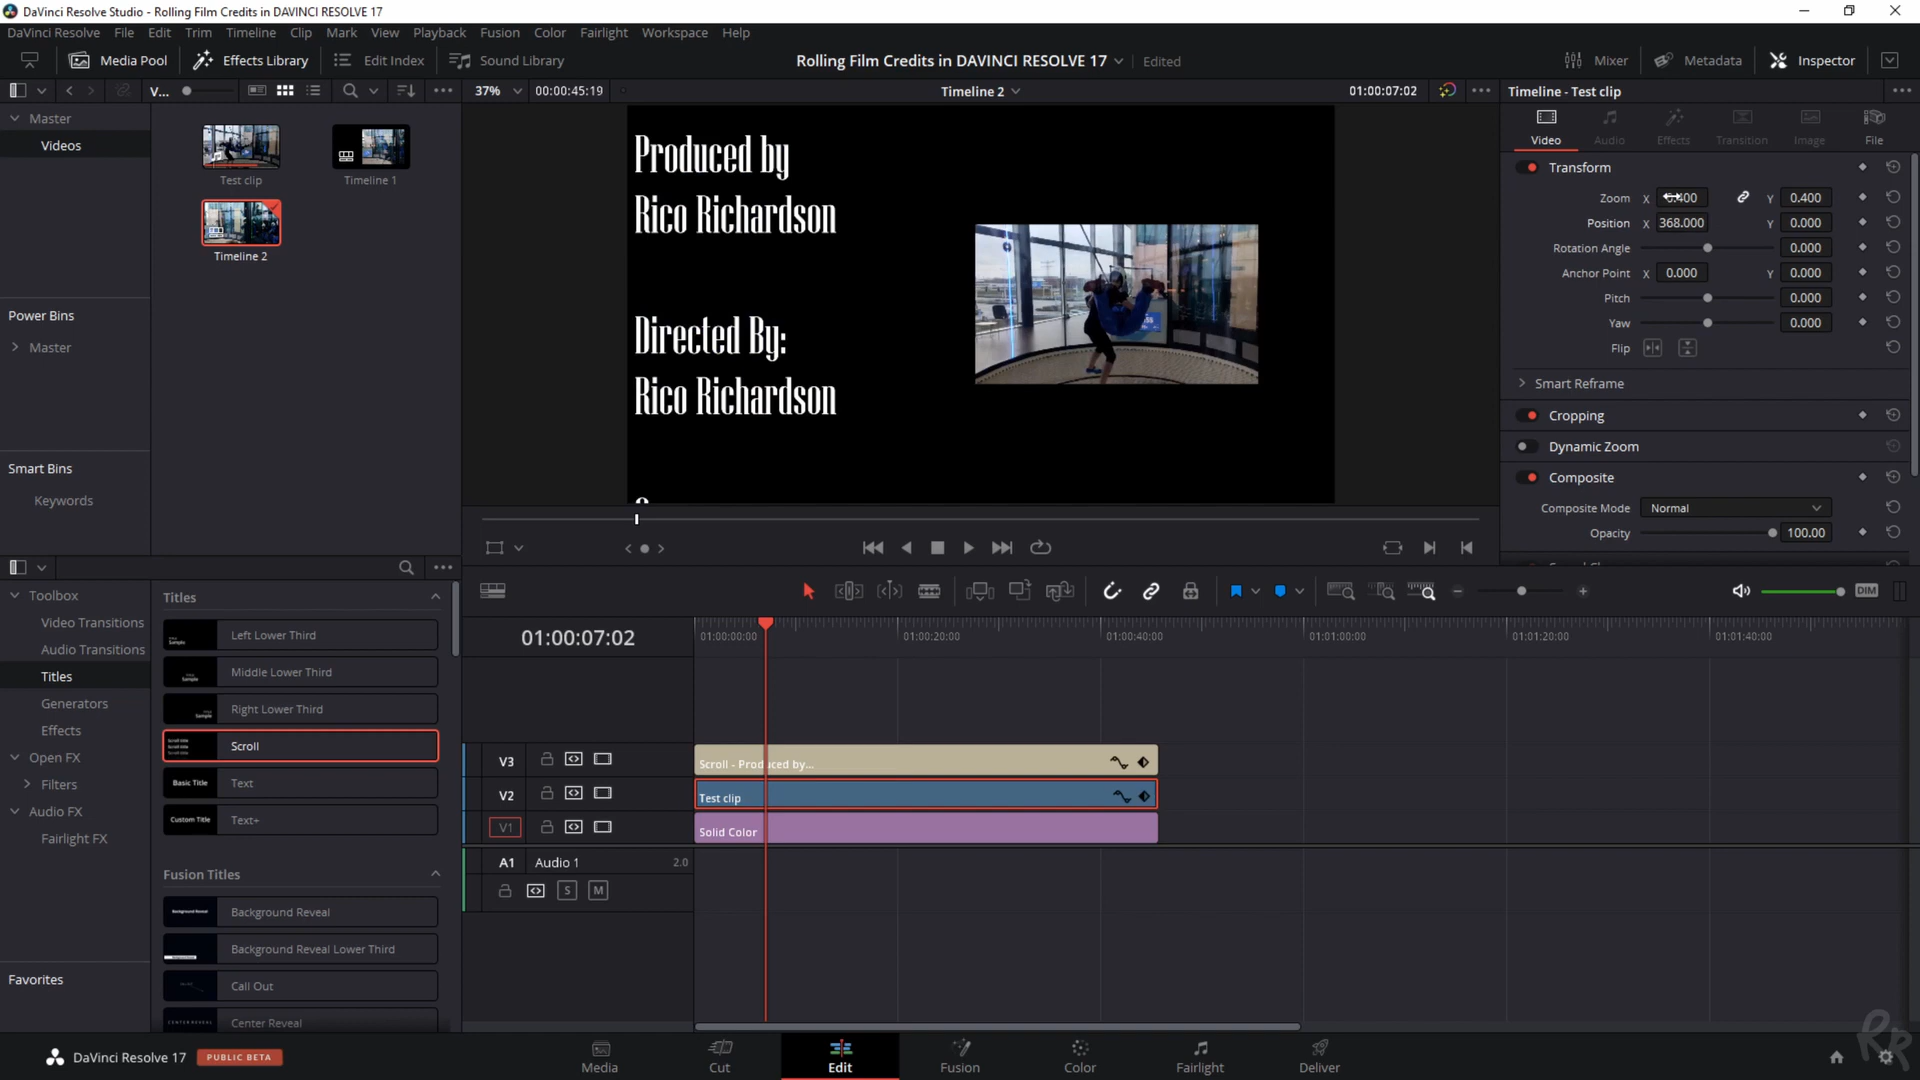 DaVinci Resolve Studio - Rolling Film Credits in DAVINCI RESOLVE 17
DaVinci Resolve File Edit Trim Timeline Clip Mark View Playback Fusion Color Fairlight Workspace Help
Media Pool Effects Library Edit Index Sound Library Rolling Film Credits in DAVINCI RESOLVE 17 Edited Mixer Metadata Inspector
V... 37% 00:00:45:19 Timeline 2 01:00:07:02 Timeline - Test clip
Master
Videos
Test clip
Timeline 1
Timeline 2
Power Bins
Master
Smart Bins
Keywords
Produced by
Rico Richardson
Directed By:
Rico Richardson
Video Audio Effects Transition Image File
Transform
Zoom X Y 0.400
Position X 368.000 Y 0.000
Rotation Angle 0.000
Anchor Point X 0.000 Y 0.000
Pitch 0.000
Yaw 0.000
Flip
Smart Reframe
Cropping
Dynamic Zoom
Composite
Composite Mode Normal
Opacity 100.00
Toolbox
Video Transitions
Audio Transitions
Titles
Generators
Effects
Open FX
Filters
Audio FX
Fairlight FX
Favorites
Titles
Left Lower Third
Middle Lower Third
Right Lower Third
Scroll
Basic Title Text
Custom Title Text+
Fusion Titles
Background Reveal Background Reveal
Background Reveal Lower Third
Call Out
CENTER REVEAL Center Reveal
DIM
01:00:07:02
01:00:00:00 01:00:20:00 01:00:40:00 01:01:00:00 01:01:20:00 01:01:40:00
V3 Scroll - Produced by...
V2 Test clip
V1 Solid Color
A1 Audio 1 2.0
S M
DaVinci Resolve 17 PUBLIC BETA
Media Cut Edit Fusion Color Fairlight Deliver
RR